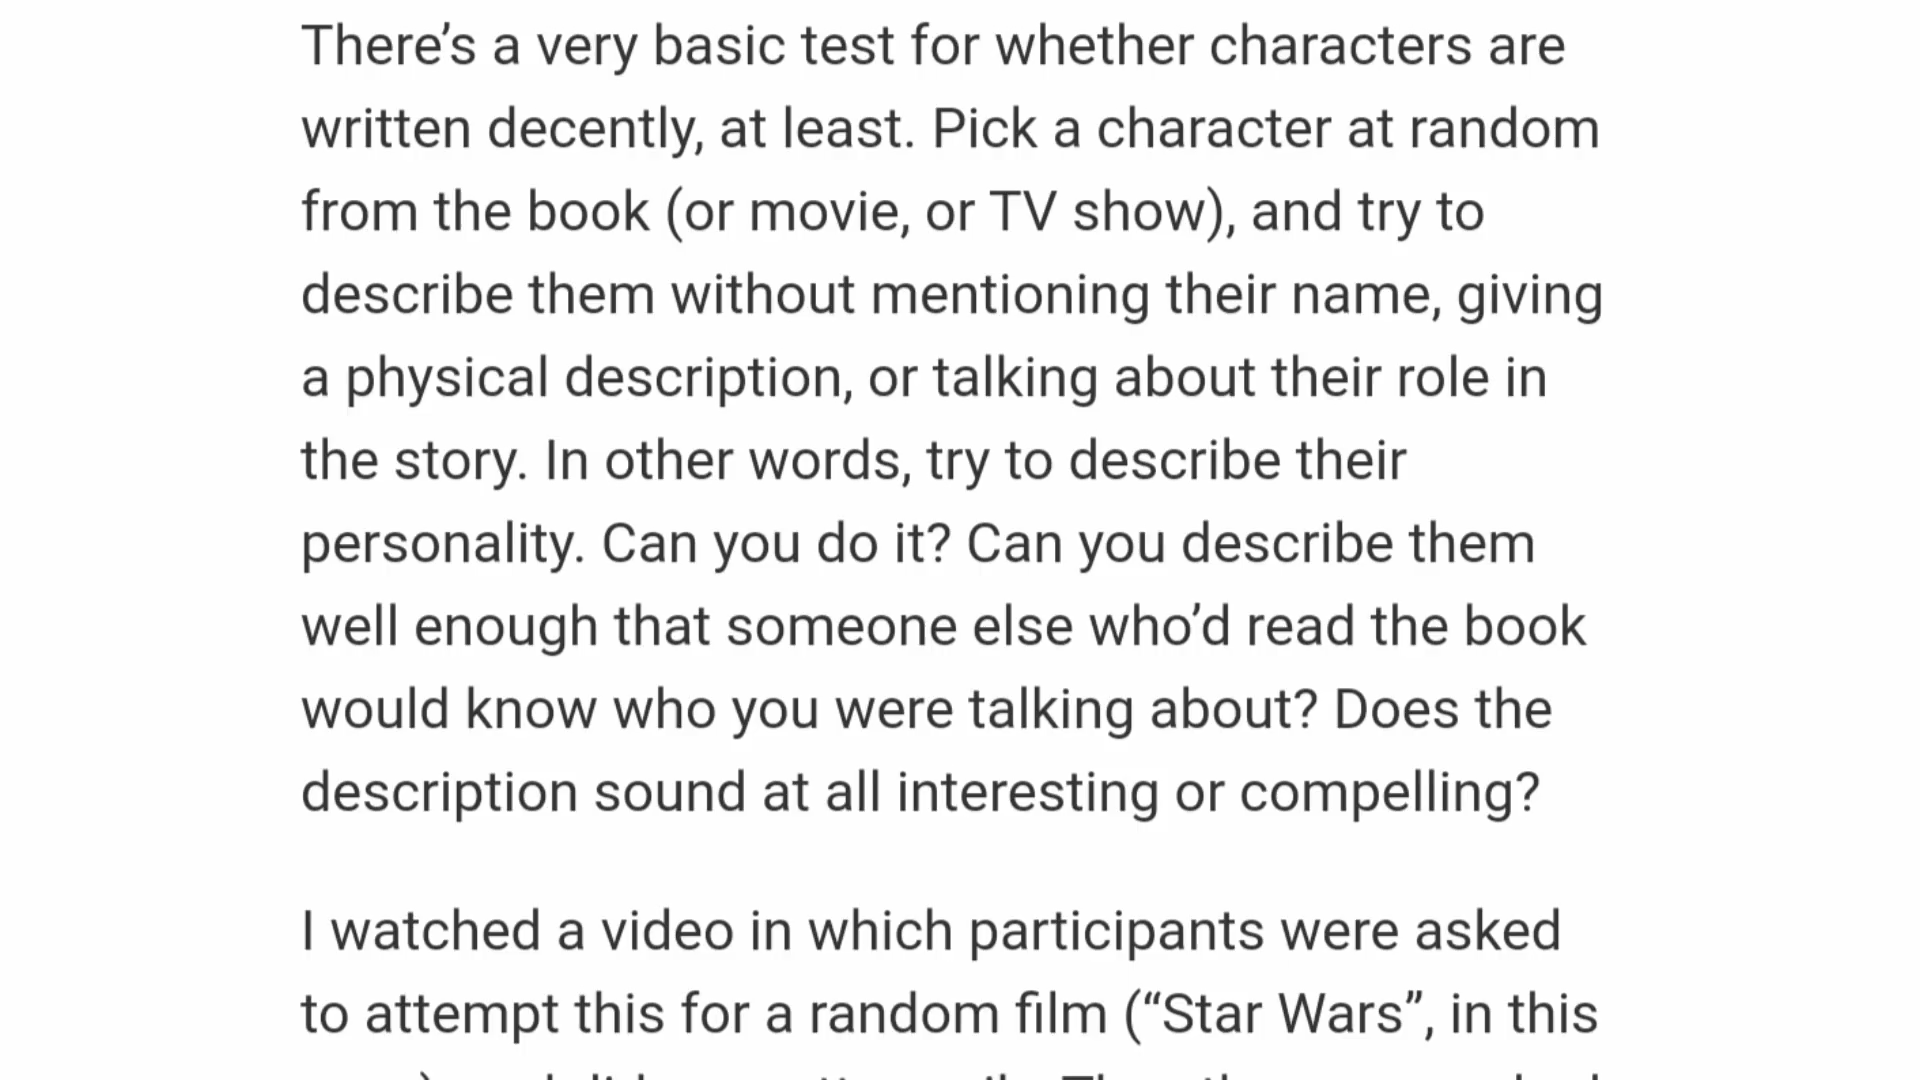 There’s a very basic test for whether characters are
written decently, at least. Pick a character at random
from the book (or movie, or TV show), and try to
describe them without mentioning their name, giving
a physical description, or talking about their role in
the story. In other words, try to describe their
personality. Can you do it? Can you describe them
well enough that someone else who’d read the book
would know who you were talking about? Does the
description sound at all interesting or compelling?
I watched a video in which participants were asked
to attempt this for a random film (“Star Wars”, in this